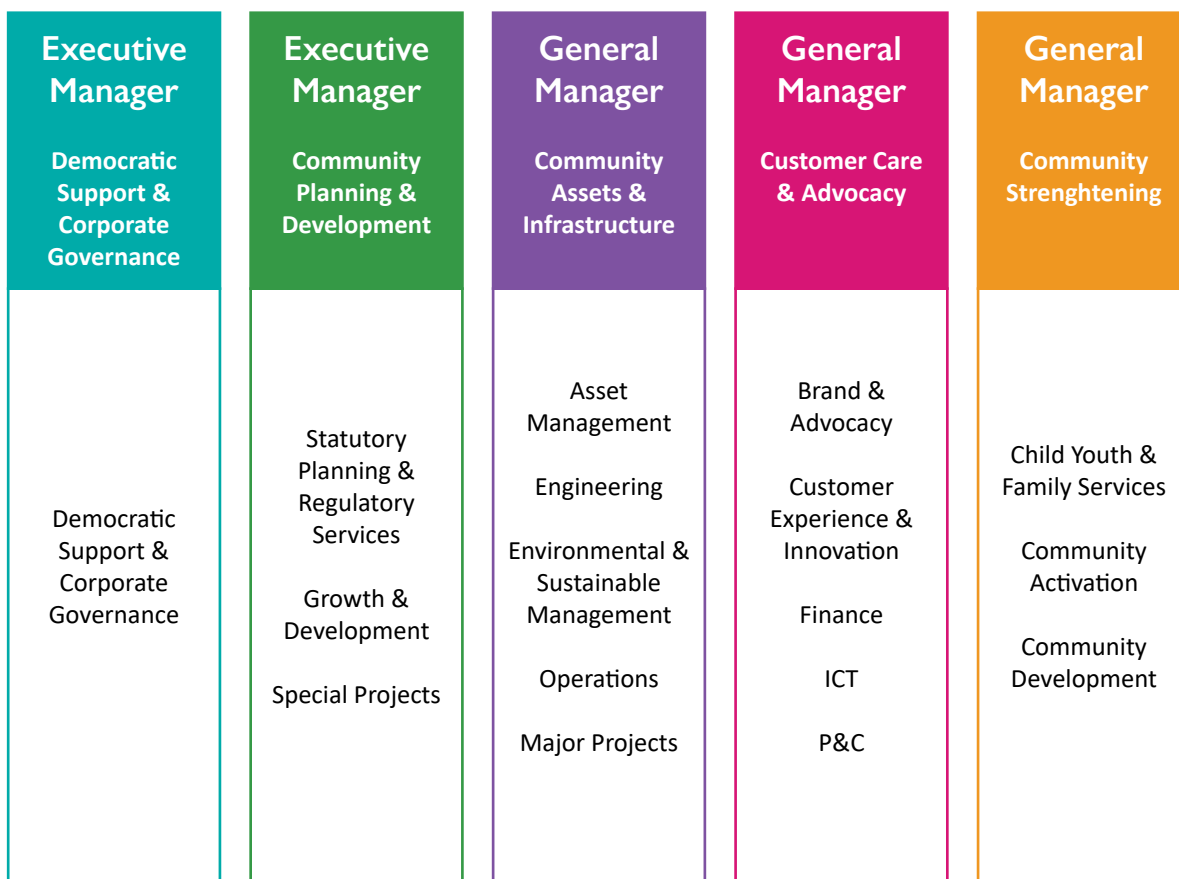 Executive
Manager
Democratic
Support &
Corporate
Governance
Democratic
Support &
Corporate
Governance
Executive
Manager
Community
Planning &
Development
Statutory
Planning &
Regulatory
Services
Growth &
Development
Special Projects
General
Manager
Community
Assets &
Infrastructure
Asset
Management
Engineering
Environmental &
Sustainable
Management
Operations
Major Projects
General
Manager
Customer Care
& Advocacy
Brand &
Advocacy
Customer
Experience &
Innovation
Finance
ICT
P&C
General
Manager
Community
Strenghtening
Child Youth &
Family Services
Community
Activation
Community
Development